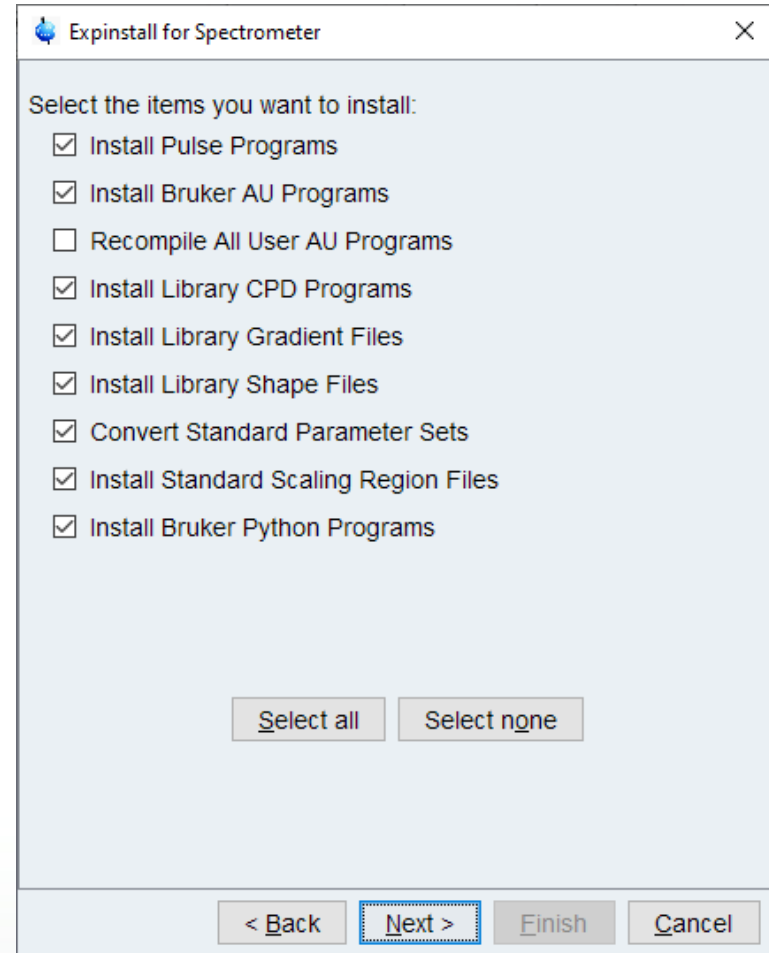 Expinstall for Spectrometer
Select the items you want to install:
Install Pulse Programs
Install Bruker AU Programs
Recompile All User AU Programs
Install Library CPD Programs
Install Library Gradient Files
Install Library Shape Files
Convert Standard Parameter Sets
Install Standard Scaling Region Files
Install Bruker Python Programs
Select all Select none
< Back Next > Finish Cancel